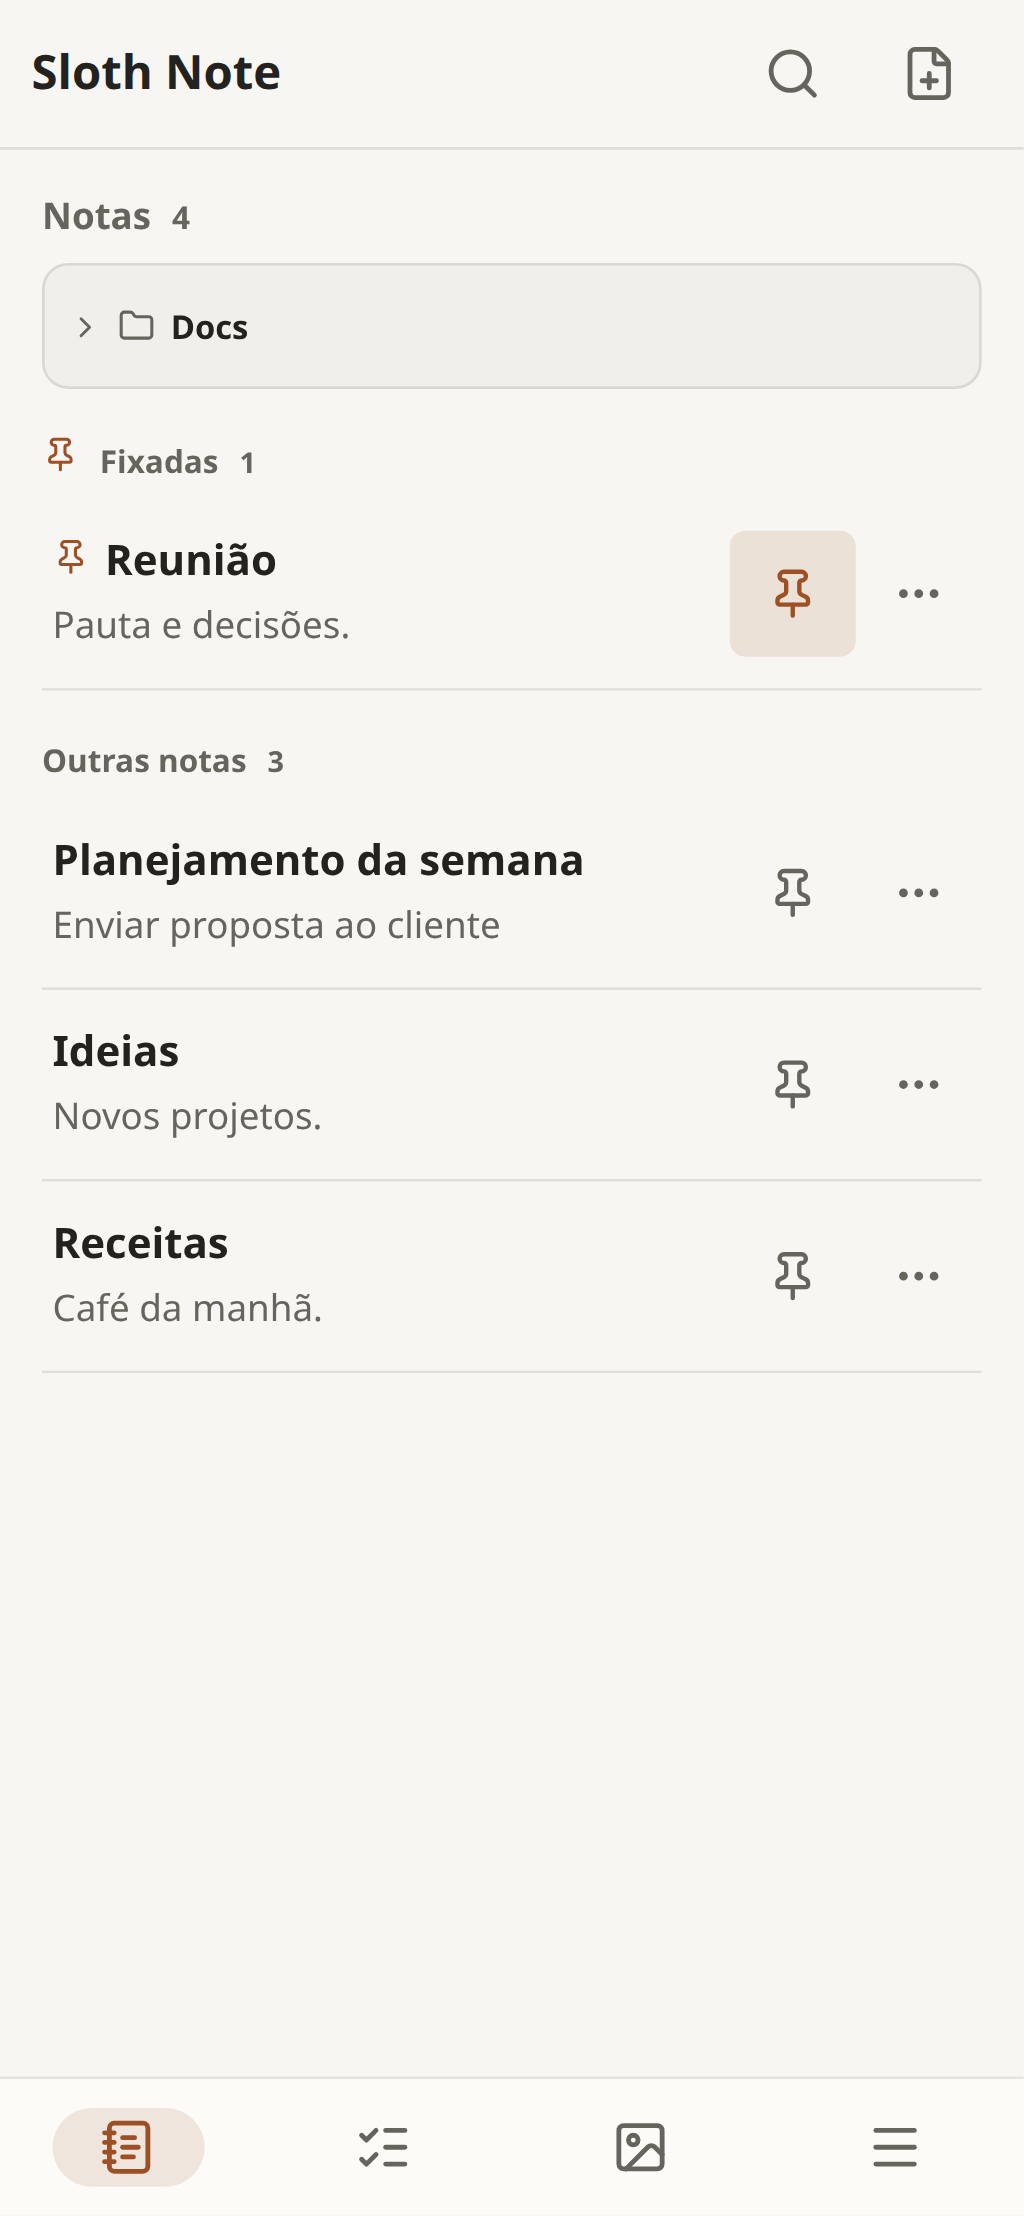 Sloth Note
Notas 4
Docs
Fixadas 1
Reunião
Pauta e decisões.
Outras notas 3
Planejamento da semana
Enviar proposta ao cliente
Ideias
Novos projetos.
Receitas
Café da manhã.